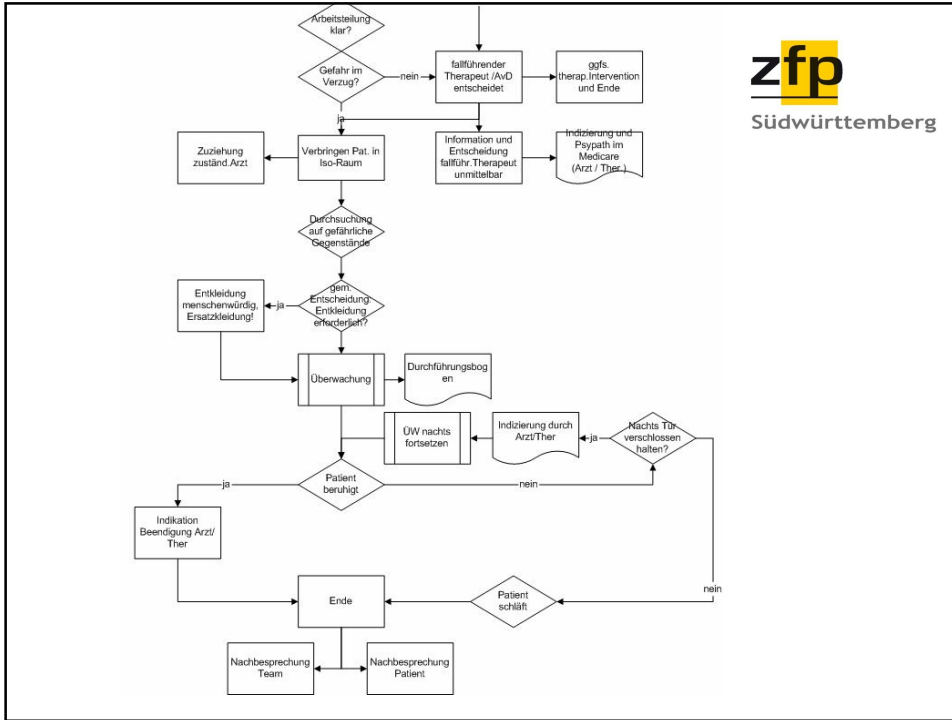 Arbeitsteilung
klar?
zfp
Südwürttemberg
Gefahr im
Verzug?
nein
fallführender
Therapeut /AvD
entscheidet
ggfs.
therap.Intervention
und Ende
ja
Zuziehung
zuständ.Arzt
Verbringen Pat. in
Iso-Raum
Information und
Entscheidung
fallführ.Therapeut
unmittelbar
Indizierung und
Psypath im
Medicare
(Arzt / Ther.)
Durchsuchung
auf gefährliche
Gegenstände
Entkleidung
menschenwürdig,
Ersatzkleidung!
ja
gem.
Entscheidung:
Entkleidung
erforderlich?
Überwachung
Durchführungsbog
en
ÜW nachts
fortsetzen
Indizierung durch
Arzt/Ther
ja
Nachts Tür
verschlossen
halten?
ja
Patient
beruhigt
nein
Indikation
Beendigung Arzt/
Ther
nein
Ende
Patient
schläft
Nachbesprechung
Team
Nachbesprechung
Patient